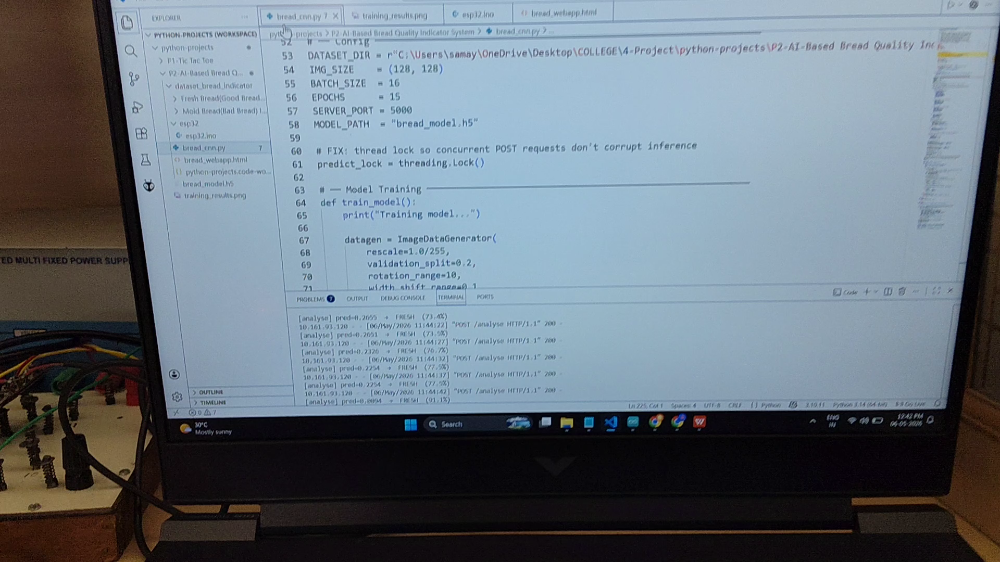 EXPLORER
bread_cnn.py 7
training_results.png
esp32.ino
bread_webapp.html
PYTHON-PROJECTS (WORKSPACE)
python-projects
P1-Tic Tac Toe
P2-AI-Based Bread Q...
dataset_bread_indicator
Fresh Bread(Good Bread...
Mold Bread(Bad Bread) I...
esp32
esp32.ino
bread_cnn.py 7
bread_webapp.html
python-projects.code-wo...
bread_model.h5
training_results.png
OUTLINE
TIMELINE
projects > P2-AI-Based Bread Quality Indicator System > bread_cnn.py > ...
52 # — Config
53 DATASET_DIR = r"C:\Users\samay\OneDrive\Desktop\COLLEGE\4-Project\python-projects\P2-AI-Based Bread Quality
54 IMG_SIZE = (128, 128)
55 BATCH_SIZE = 16
56 EPOCHS = 15
57 SERVER_PORT = 5000
58 MODEL_PATH = "bread_model.h5"
59
60 # FIX: thread lock so concurrent POST requests don't corrupt inference
61 predict_lock = threading.Lock()
62
63 # — Model Training
64 def train_model():
65 print("Training model...")
66
67 datagen = ImageDataGenerator(
68 rescale=1.0/255,
69 validation_split=0.2,
70 rotation_range=10,
71 width_shift_range=0.1
PROBLEMS 7 OUTPUT DEBUG CONSOLE TERMINAL PORTS
Code
[analyse] pred=0.2655 → FRESH (73.4%)
10.161.93.120 - - [06/May/2026 11:44:22] "POST /analyse HTTP/1.1" 200 -
[analyse] pred=0.2651 → FRESH (73.5%)
10.161.93.120 - - [06/May/2026 11:44:27] "POST /analyse HTTP/1.1" 200 -
[analyse] pred=0.2326 → FRESH (76.7%)
10.161.93.120 - - [06/May/2026 11:44:32] "POST /analyse HTTP/1.1" 200 -
[analyse] pred=0.2254 → FRESH (77.5%)
10.161.93.120 - - [06/May/2026 11:44:37] "POST /analyse HTTP/1.1" 200 -
[analyse] pred=0.2254 → FRESH (77.5%)
10.161.93.120 - - [06/May/2026 11:44:42] "POST /analyse HTTP/1.1" 200 -
[analyse] pred=0.0894 → FRESH (91.1%)
0 7
Ln 225, Col 1 Spaces: 4 UTF-8 CRLF { } Python 3.10.11 Python 3.14 (64-bit) Go Live
30°C
Mostly sunny
Search
ENG
IN
12:42 PM
06-05-2026
ED MULTI FIXED POWER SUPP